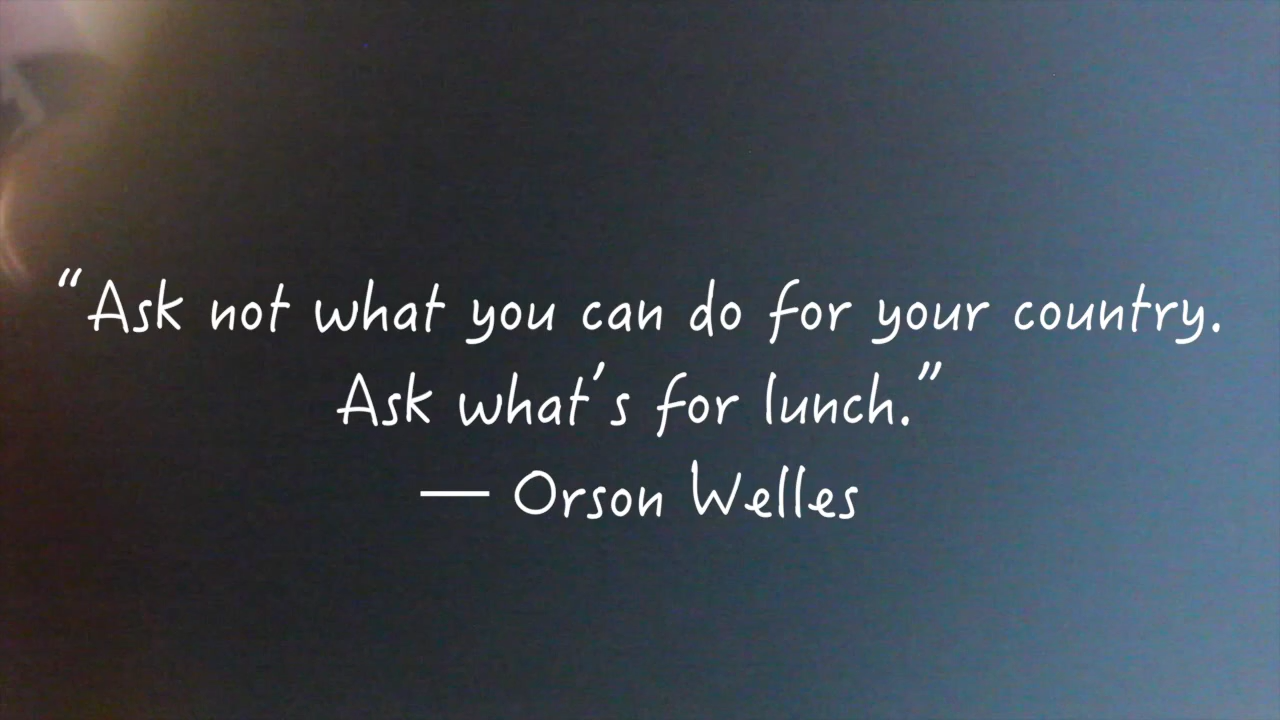 “Ask not what you can do for your country.
Ask what’s for lunch.”
— Orson Welles